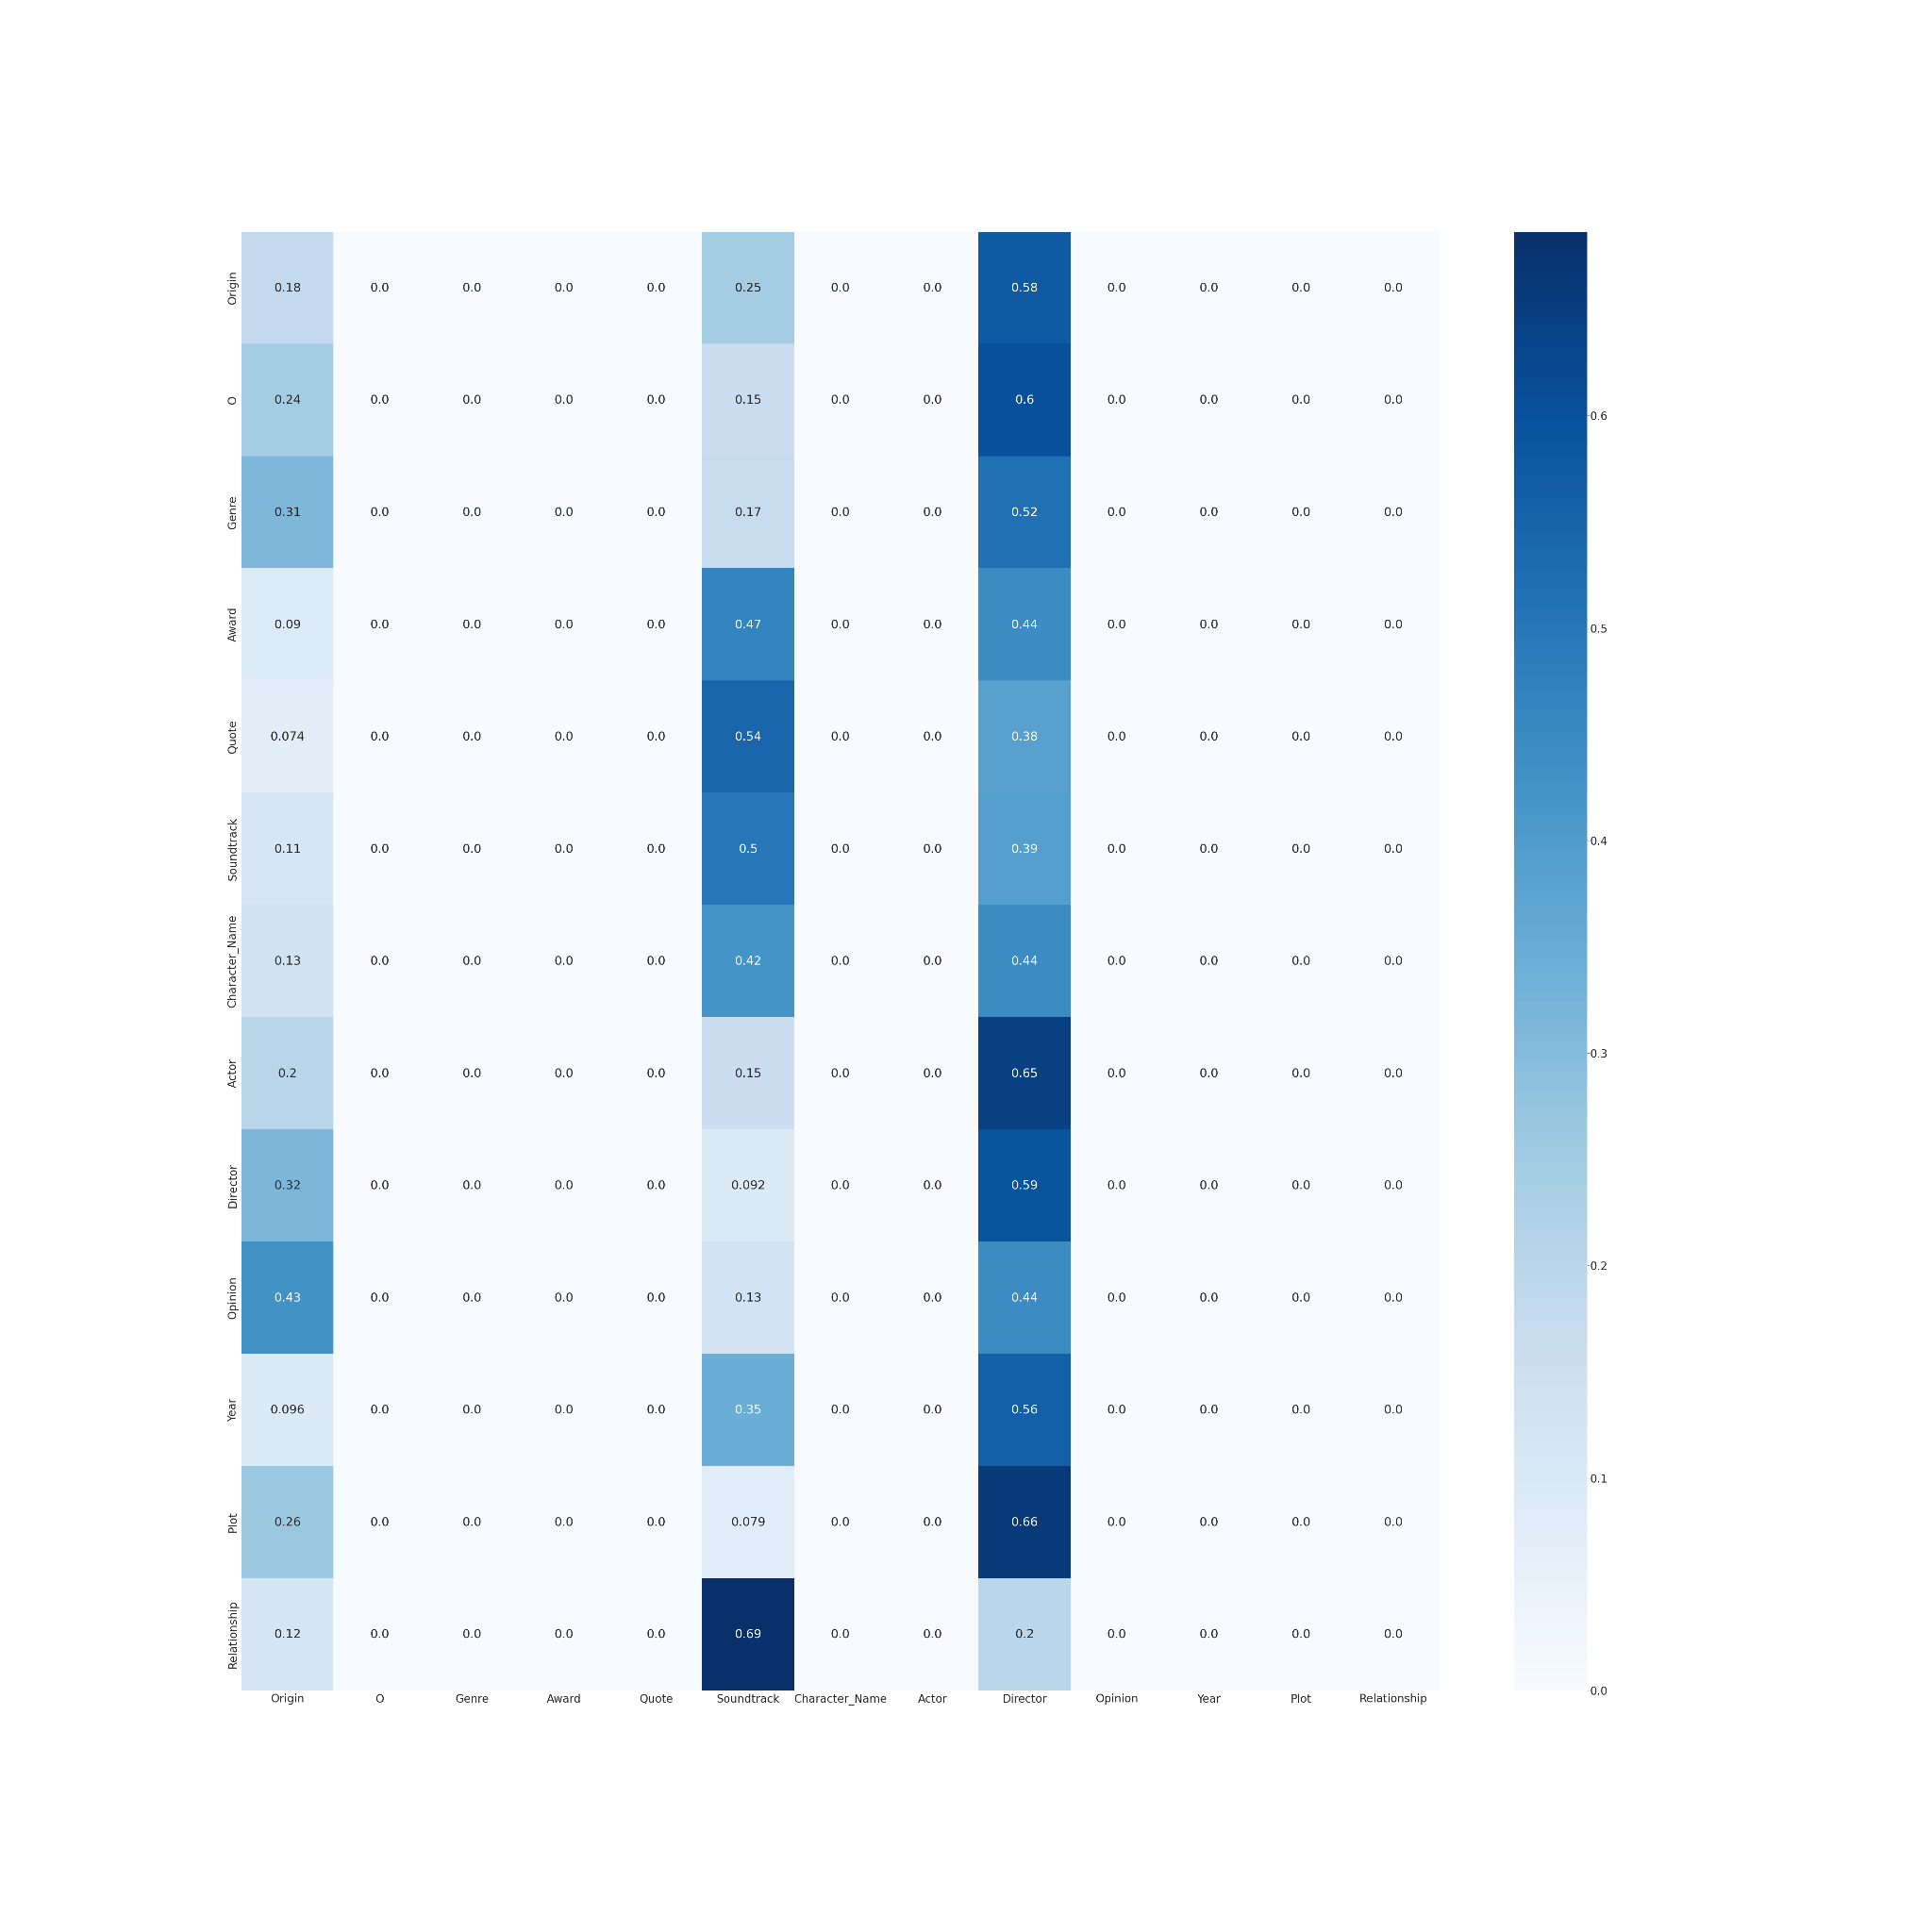 Origin 0.18 0.0 0.0 0.0 0.0 0.25 0.0 0.0 0.58 0.0 0.0 0.0 0.0
O 0.24 0.0 0.0 0.0 0.0 0.15 0.0 0.0 0.6 0.0 0.0 0.0 0.0
0.6
Genre 0.31 0.0 0.0 0.0 0.0 0.17 0.0 0.0 0.52 0.0 0.0 0.0 0.0
Award 0.09 0.0 0.0 0.0 0.0 0.47 0.0 0.0 0.44 0.0 0.0 0.0 0.0
0.5
Quote 0.074 0.0 0.0 0.0 0.0 0.54 0.0 0.0 0.38 0.0 0.0 0.0 0.0
Soundtrack 0.11 0.0 0.0 0.0 0.0 0.5 0.0 0.0 0.39 0.0 0.0 0.0 0.0
0.4
Character_Name 0.13 0.0 0.0 0.0 0.0 0.42 0.0 0.0 0.44 0.0 0.0 0.0 0.0
Actor 0.2 0.0 0.0 0.0 0.0 0.15 0.0 0.0 0.65 0.0 0.0 0.0 0.0
0.3
Director 0.32 0.0 0.0 0.0 0.0 0.092 0.0 0.0 0.59 0.0 0.0 0.0 0.0
0.2
Opinion 0.43 0.0 0.0 0.0 0.0 0.13 0.0 0.0 0.44 0.0 0.0 0.0 0.0
Year 0.096 0.0 0.0 0.0 0.0 0.35 0.0 0.0 0.56 0.0 0.0 0.0 0.0
0.1
Plot 0.26 0.0 0.0 0.0 0.0 0.079 0.0 0.0 0.66 0.0 0.0 0.0 0.0
Relationship 0.12 0.0 0.0 0.0 0.0 0.69 0.0 0.0 0.2 0.0 0.0 0.0 0.0
0.0
Origin O Genre Award Quote Soundtrack Character_Name Actor Director Opinion Year Plot Relationship